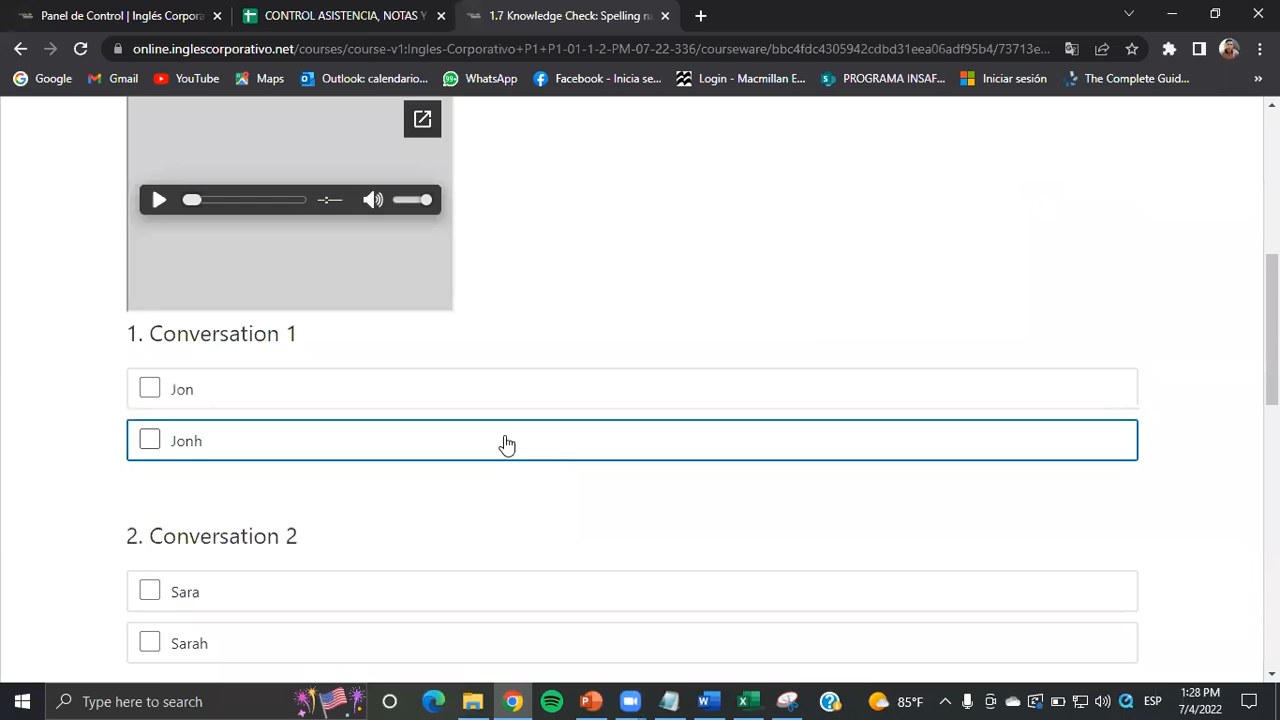 Panel de Control | Inglés Corpora
CONTROL ASISTENCIA, NOTAS Y
1.7 Knowledge Check: Spelling na
online.inglescorporativo.net/courses/course-v1:Ingles-Corporativo+P1+P1-01-1-2-PM-07-22-336/courseware/bbc4fdc6305942cdbd31eea06adf95b4/73713e...
Google
Gmail
YouTube
Maps
Outlook: calendario...
WhatsApp
Facebook - Inicia se...
Login - Macmillan E...
PROGRAMA INSAF...
Iniciar sesión
The Complete Guid...
»
-:--
1. Conversation 1
Jon
Jonh
2. Conversation 2
Sara
Sarah
Type here to search
85°F
ESP
1:28 PM
7/4/2022